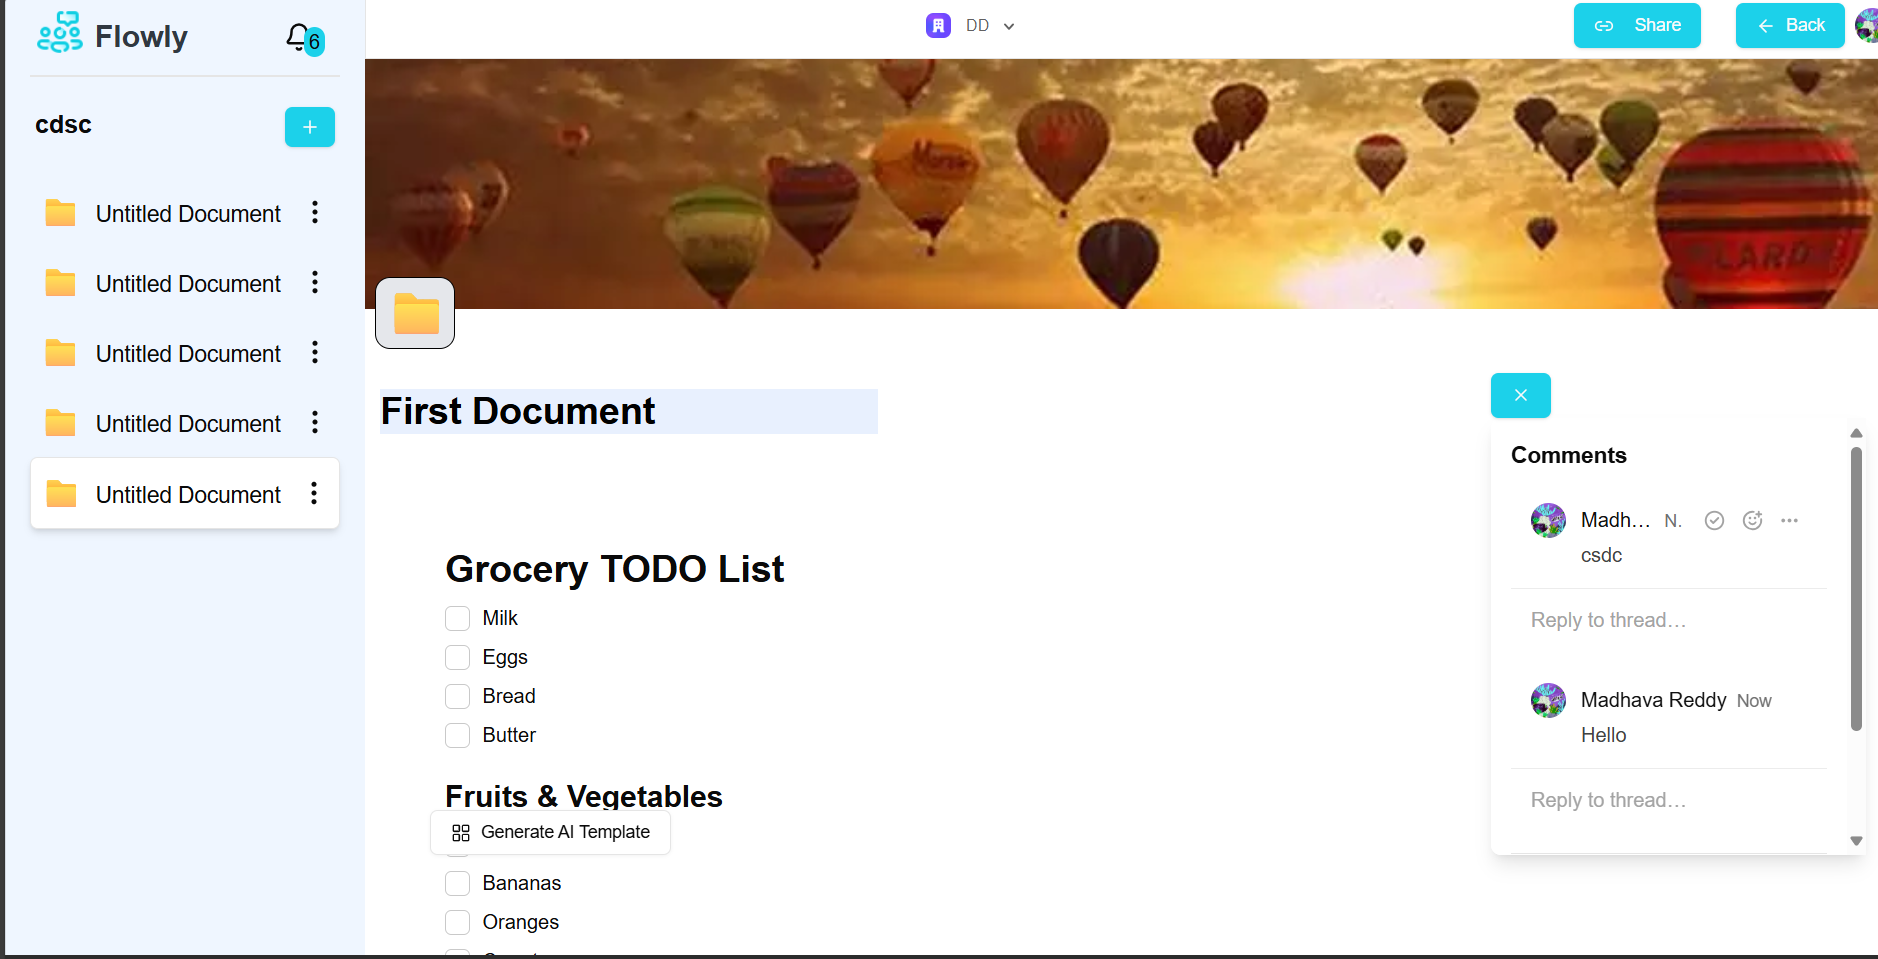 Flowly
6
cdsc
+
Untitled Document
Untitled Document
Untitled Document
Untitled Document
Untitled Document
DD
Share
Back
First Document
Grocery TODO List
Milk
Eggs
Bread
Butter
Fruits & Vegetables
Generate AI Template
Bananas
Oranges
Comments
Madh... N.
csdc
Reply to thread…
Madhava Reddy Now
Hello
Reply to thread…